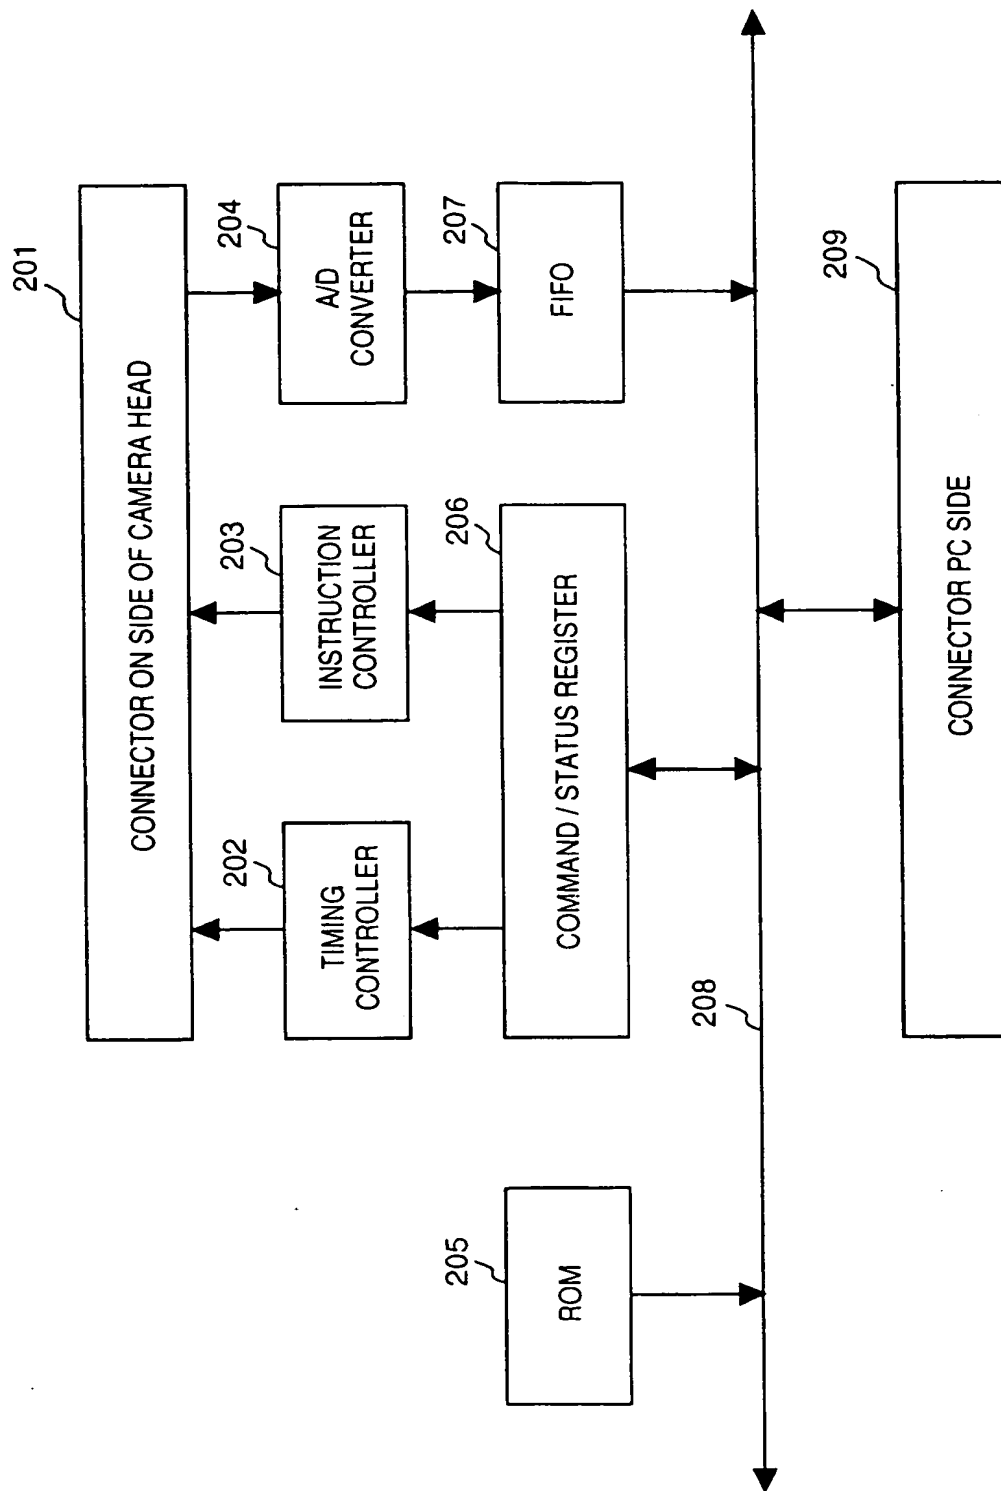 201
CONNECTOR ON SIDE OF CAMERA HEAD
202
TIMING
CONTROLLER
203
INSTRUCTION
CONTROLLER
204
A/D
CONVERTER
205
ROM
206
COMMAND / STATUS REGISTER
207
FIFO
208
209
CONNECTOR PC SIDE